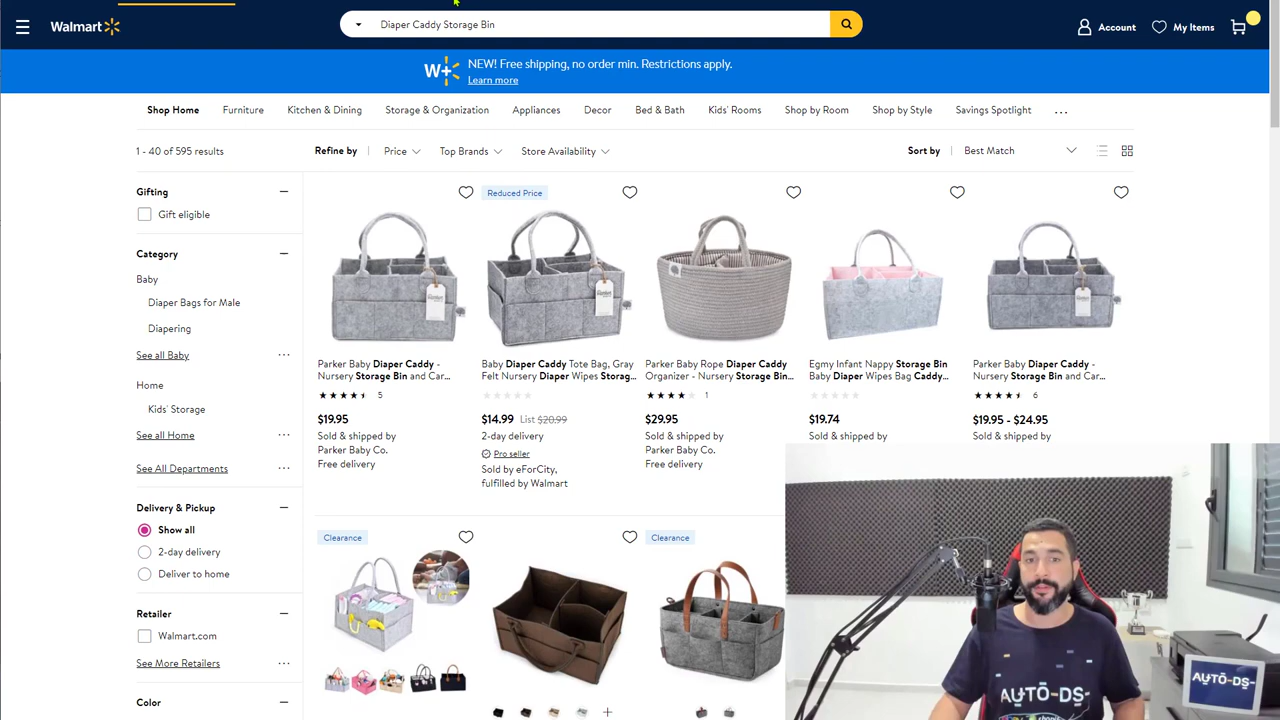 Walmart
Diaper Caddy Storage Bin
Account
My Items
W+
NEW! Free shipping, no order min. Restrictions apply.
Learn more
Shop Home
Furniture
Kitchen & Dining
Storage & Organization
Appliances
Decor
Bed & Bath
Kids' Rooms
Shop by Room
Shop by Style
Savings Spotlight
...
1 - 40 of 595 results
Refine by
Price
Top Brands
Store Availability
Sort by
Best Match
Gifting
Gift eligible
Category
Baby
Diaper Bags for Male
Diapering
See all Baby
Home
Kids' Storage
See all Home
See All Departments
Delivery & Pickup
Show all
2-day delivery
Deliver to home
Retailer
Walmart.com
See More Retailers
Color
Parker Baby Diaper Caddy -
Nursery Storage Bin and Car...
5
$19.95
Sold & shipped by
Parker Baby Co.
Free delivery
Reduced Price
Baby Diaper Caddy Tote Bag, Gray
Felt Nursery Diaper Wipes Storag...
$14.99 List $20.99
2-day delivery
Pro seller
Sold by eForCity,
fulfilled by Walmart
Parker Baby Rope Diaper Caddy
Organizer - Nursery Storage Bin...
1
$29.95
Sold & shipped by
Parker Baby Co.
Free delivery
Egmy Infant Nappy Storage Bin
Baby Diaper Wipes Bag Caddy...
$19.74
Sold & shipped by
Parker Baby Diaper Caddy -
Nursery Storage Bin and Car...
6
$19.95 - $24.95
Sold & shipped by
Clearance
Clearance
AUTO-DS-
AUTO-DS-